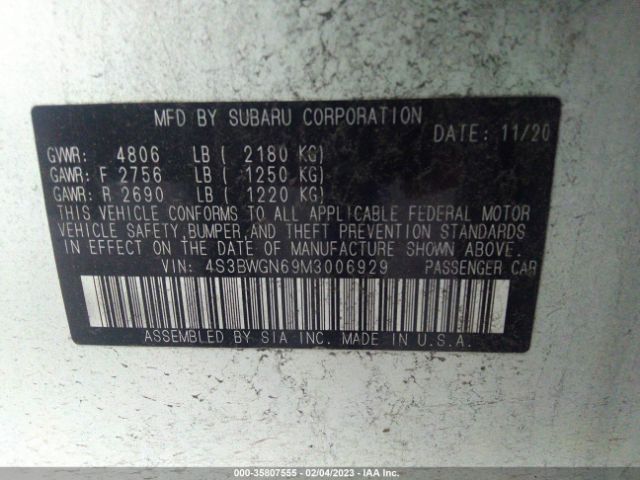 MFD BY SUBARU CORPORATION
DATE: 11/20
GVWR: 4806 LB ( 2180 KG)
GAWR: F 2756 LB ( 1250 KG)
GAWR: R 2690 LB ( 1220 KG)
THIS VEHICLE CONFORMS TO ALL APPLICABLE FEDERAL MOTOR
VEHICLE SAFETY, BUMPER, AND THEFT PREVENTION STANDARDS
IN EFFECT ON THE DATE OF MANUFACTURE SHOWN ABOVE.
VIN: 4S3BWGN69M3006929 PASSENGER CAR
ASSEMBLED BY SIA INC. MADE IN U.S.A.
000-35807555 - 02/04/2023 - IAA Inc.